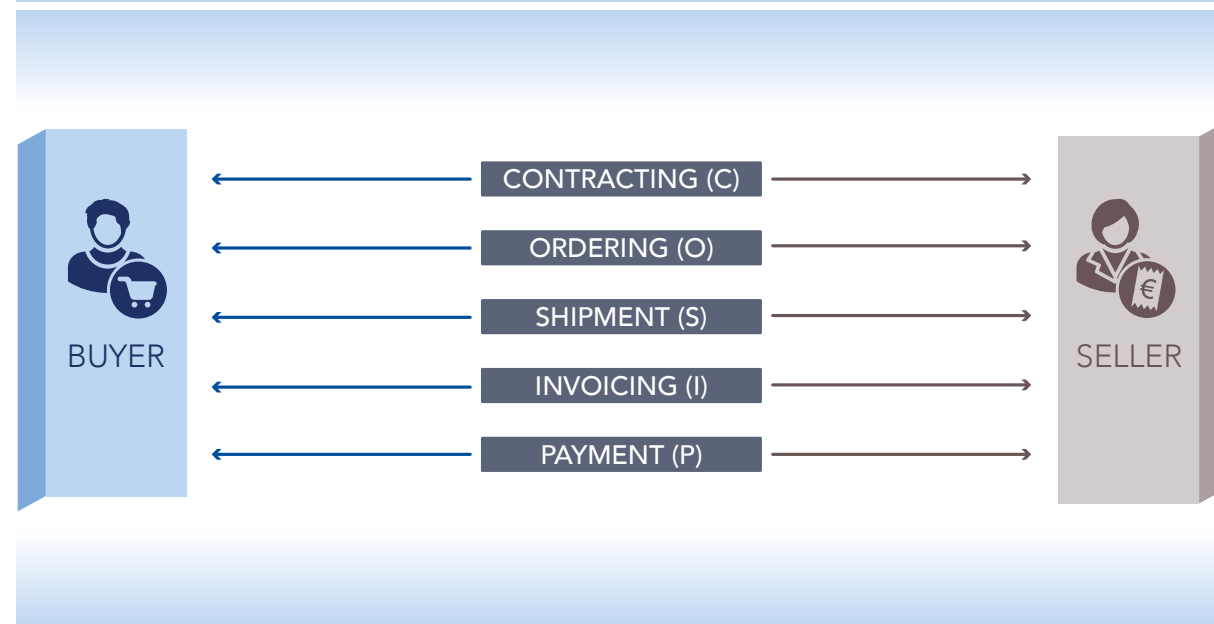 CONTRACTING (C)
ORDERING (O)
SHIPMENT (S)
BUYER
SELLER
INVOICING (I)
PAYMENT (P)
€